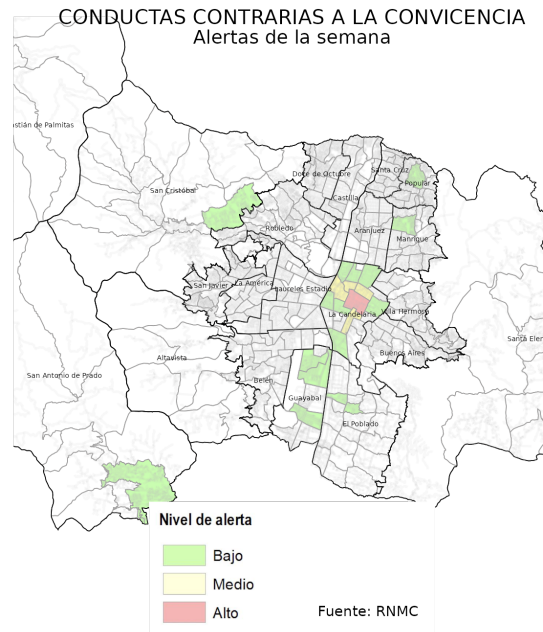 CONDUCTAS CONTRARIAS A LA CONVICENCIA
Alertas de la semana
stián de Palmitas
Doce de Octubre
Santa Cruz
Popular
San Cristóbal
Castilla
Robledo
Aranjuez
Manrique
San Javier
La América
Laureles Estadio
La Candelaria
Villa Hermosa
Santa Elen
Altavista
Buenos Aires
San Antonio de Prado
Belén
Guayabal
El Poblado
Nivel de alerta
Bajo
Medio
Alto
Fuente: RNMC